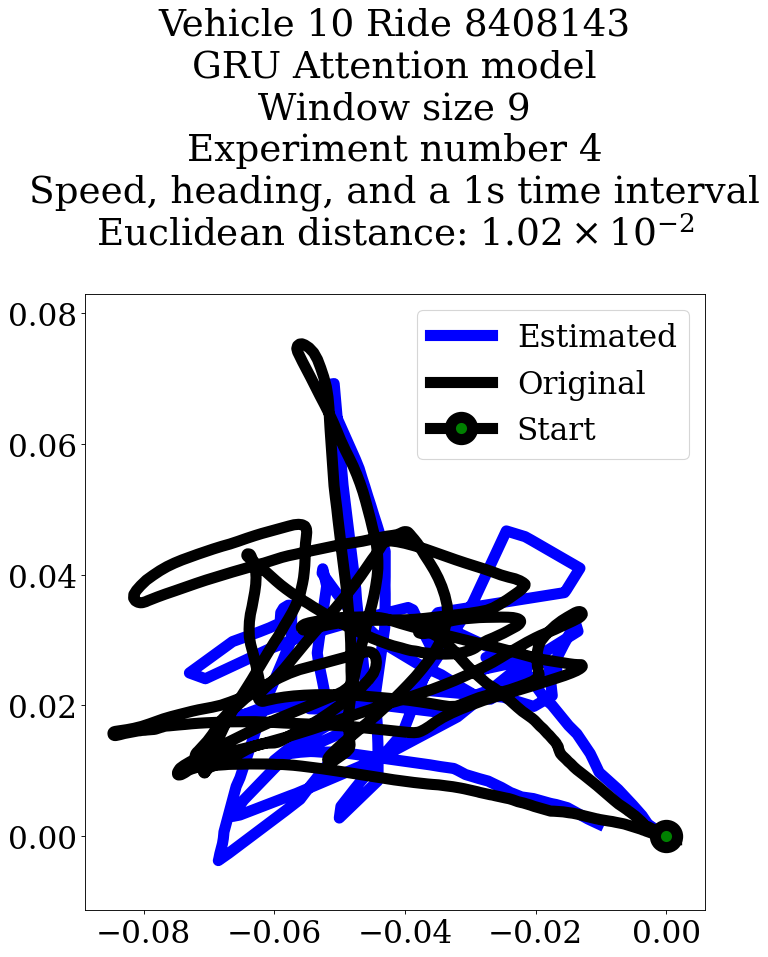 Vehicle 10 Ride 8408143
GRU Attention model
Window size 9
Experiment number 4
Speed, heading, and a 1s time interval
Euclidean distance: 1.02 × 10⁻²
0.08
0.06
0.04
0.02
0.00
Estimated
Original
Start
−0.08 −0.06 −0.04 −0.02 0.00